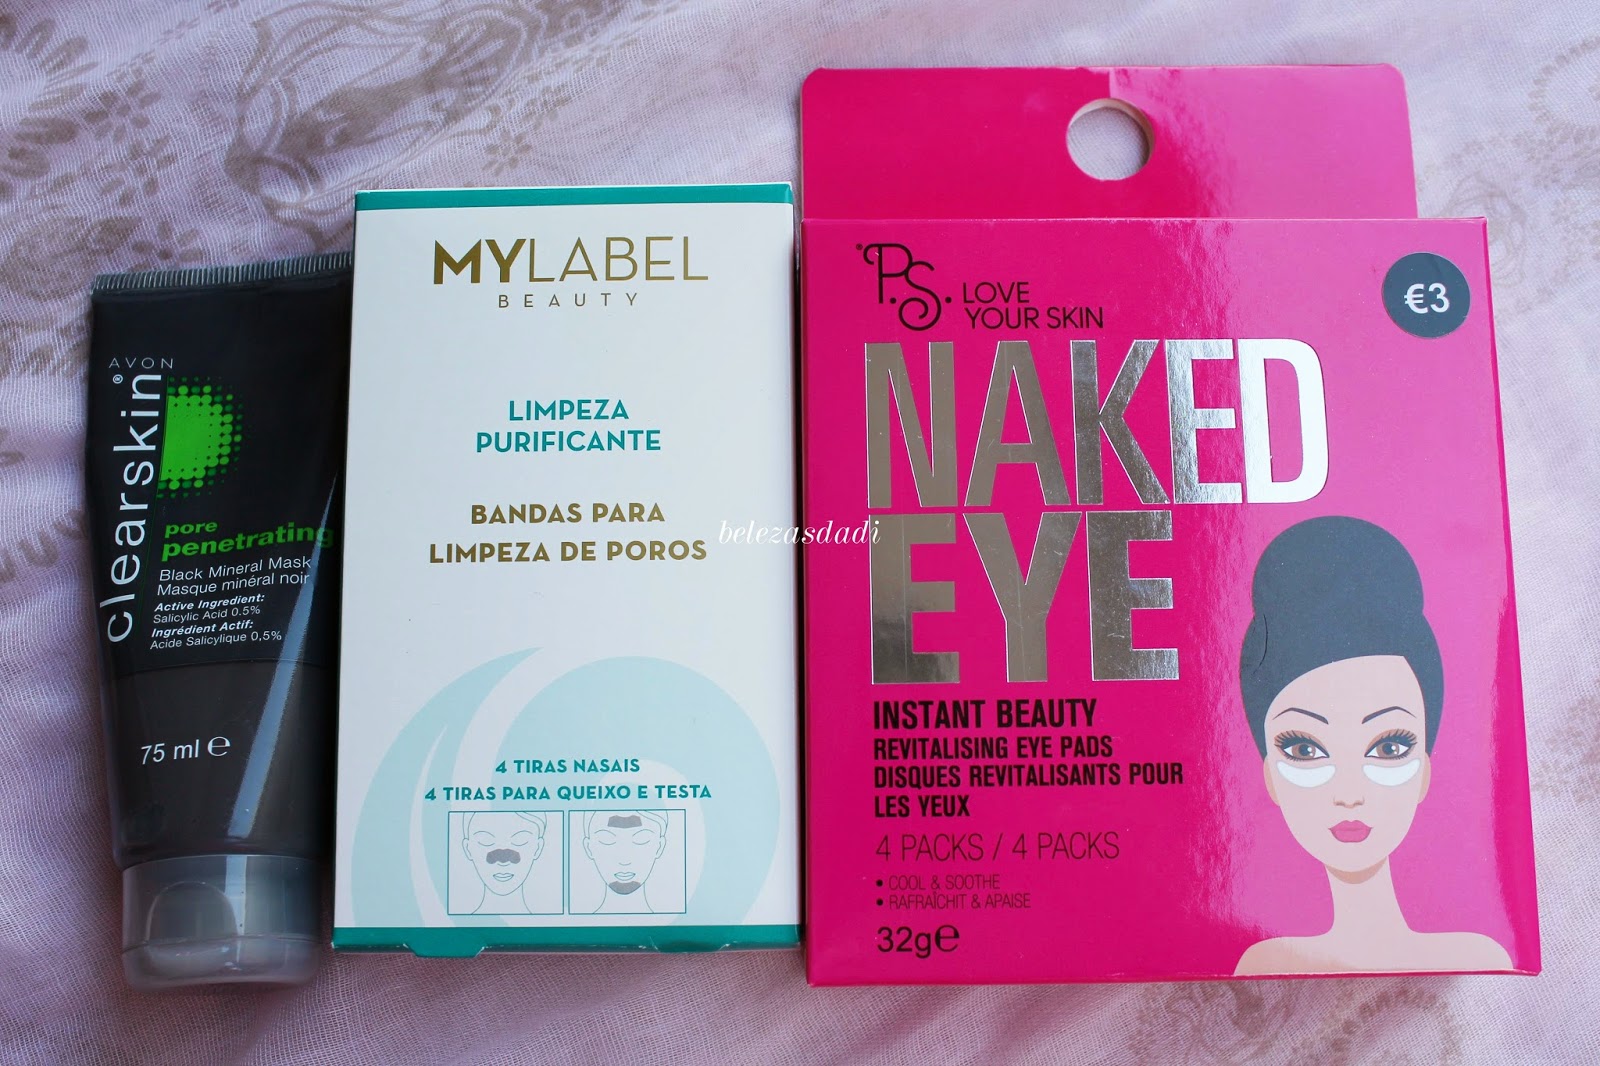 AVON
clearskin®
pore
penetrating
Black Mineral Mask
Masque minéral noir
Active Ingredient:
Salicylic Acid 0.5%
Ingrédient Actif:
Acide Salicylique 0,5%
75 ml e
MYLABEL
BEAUTY
LIMPEZA
PURIFICANTE
BANDAS PARA
LIMPEZA DE POROS
4 TIRAS NASAIS
4 TIRAS PARA QUEIXO E TESTA
belezasdadi
®P.S. LOVE
YOUR SKIN
€3
NAKED
EYE
INSTANT BEAUTY
REVITALISING EYE PADS
DISQUES REVITALISANTS POUR
LES YEUX
4 PACKS / 4 PACKS
• COOL & SOOTHE
• RAFRAÎCHIT & APAISE
32g e